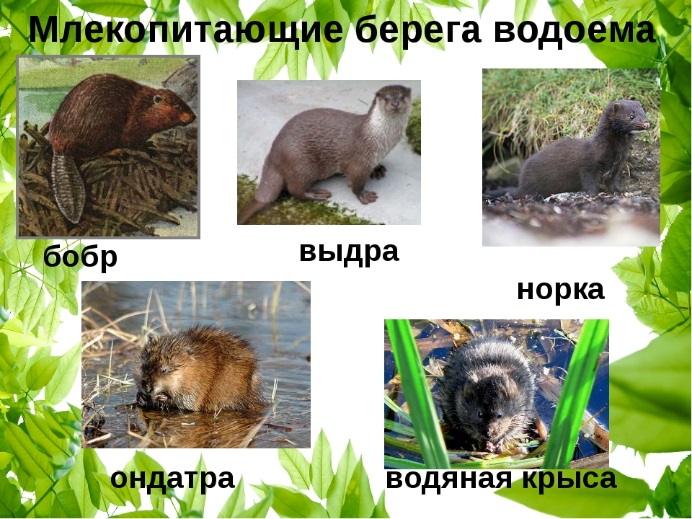 Млекопитающие берега водоема
бобр
выдра
норка
ондатра
водяная крыса